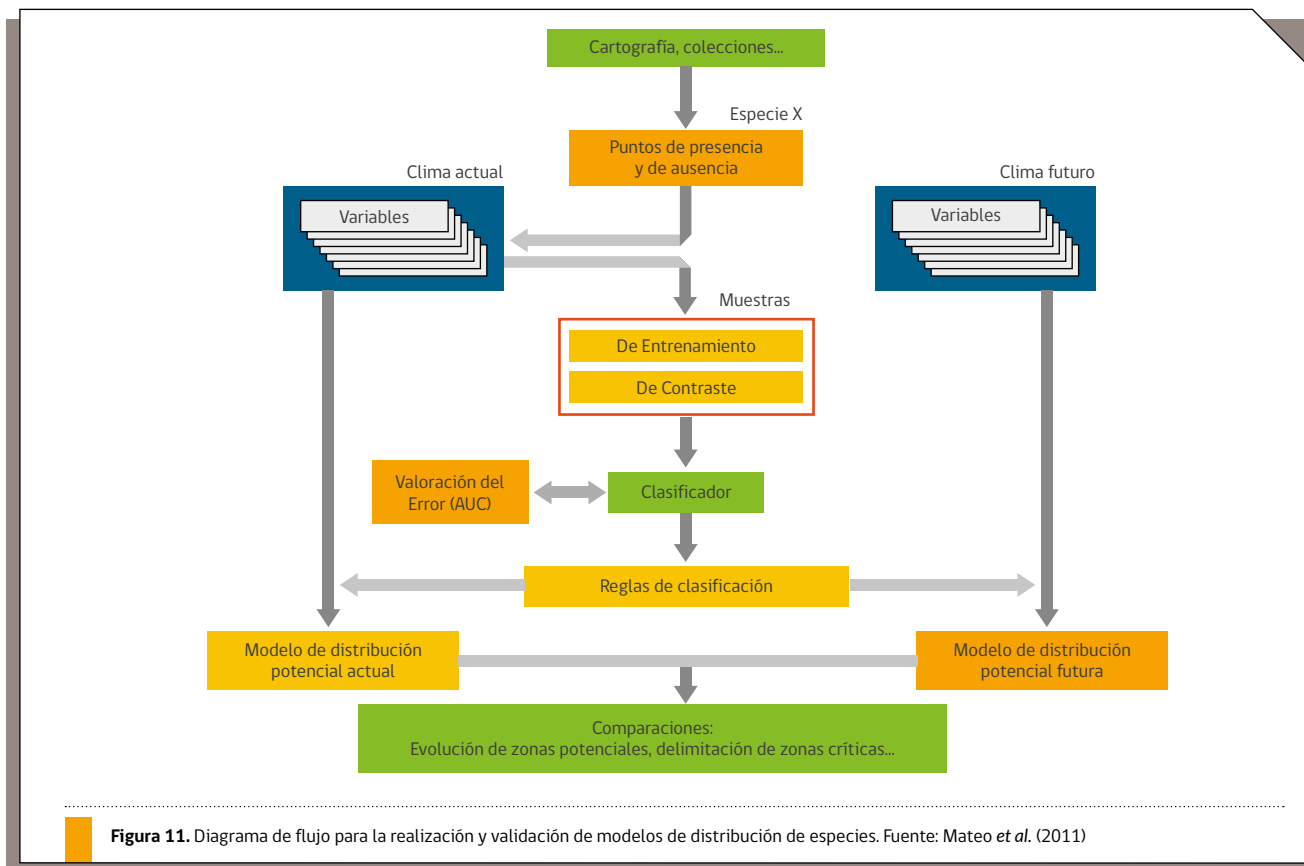 Cartografía, colecciones...
Especie X
Puntos de presencia
y de ausencia
Clima actual
Clima futuro
Variables
Variables
Muestras
De Entrenamiento
De Contraste
Valoración del
Error (AUC)
Clasificador
Reglas de clasificación
Modelo de distribución
potencial actual
Modelo de distribución
potencial futura
Comparaciones:
Evolución de zonas potenciales, delimitación de zonas críticas...
Figura 11. Diagrama de flujo para la realización y validación de modelos de distribución de especies. Fuente: Mateo et al. (2011)